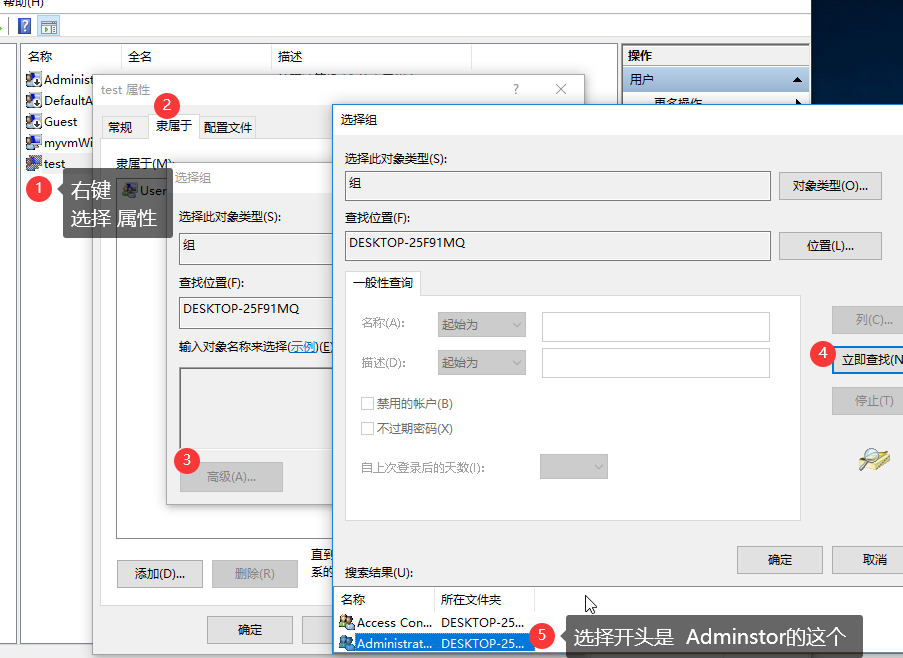 帮助(H)
名称 全名 描述
Administ
DefaultA
Guest
myvmWi
test
操作
用户
更多操作
test 属性
?
2
常规 隶属于 配置文件
隶属于(M):
User
1
右键
选择 属性
选择组
选择此对象类型(S):
组
查找位置(F):
DESKTOP-25F91MQ
输入对象名称来选择(示例)(E)
3
高级(A)...
添加(D)... 删除(R)
直到
系的
确定
选择组
选择此对象类型(S):
组
对象类型(O)...
查找位置(F):
DESKTOP-25F91MQ
位置(L)...
一般性查询
名称(A): 起始为
描述(D): 起始为
禁用的帐户(B)
不过期密码(X)
自上次登录后的天数(I):
列(C)...
4
立即查找(N
停止(T)
确定 取消
搜索结果(U):
名称 所在文件夹
Access Con... DESKTOP-25...
Administrat... DESKTOP-25...
5
选择开头是 Adminstor的这个